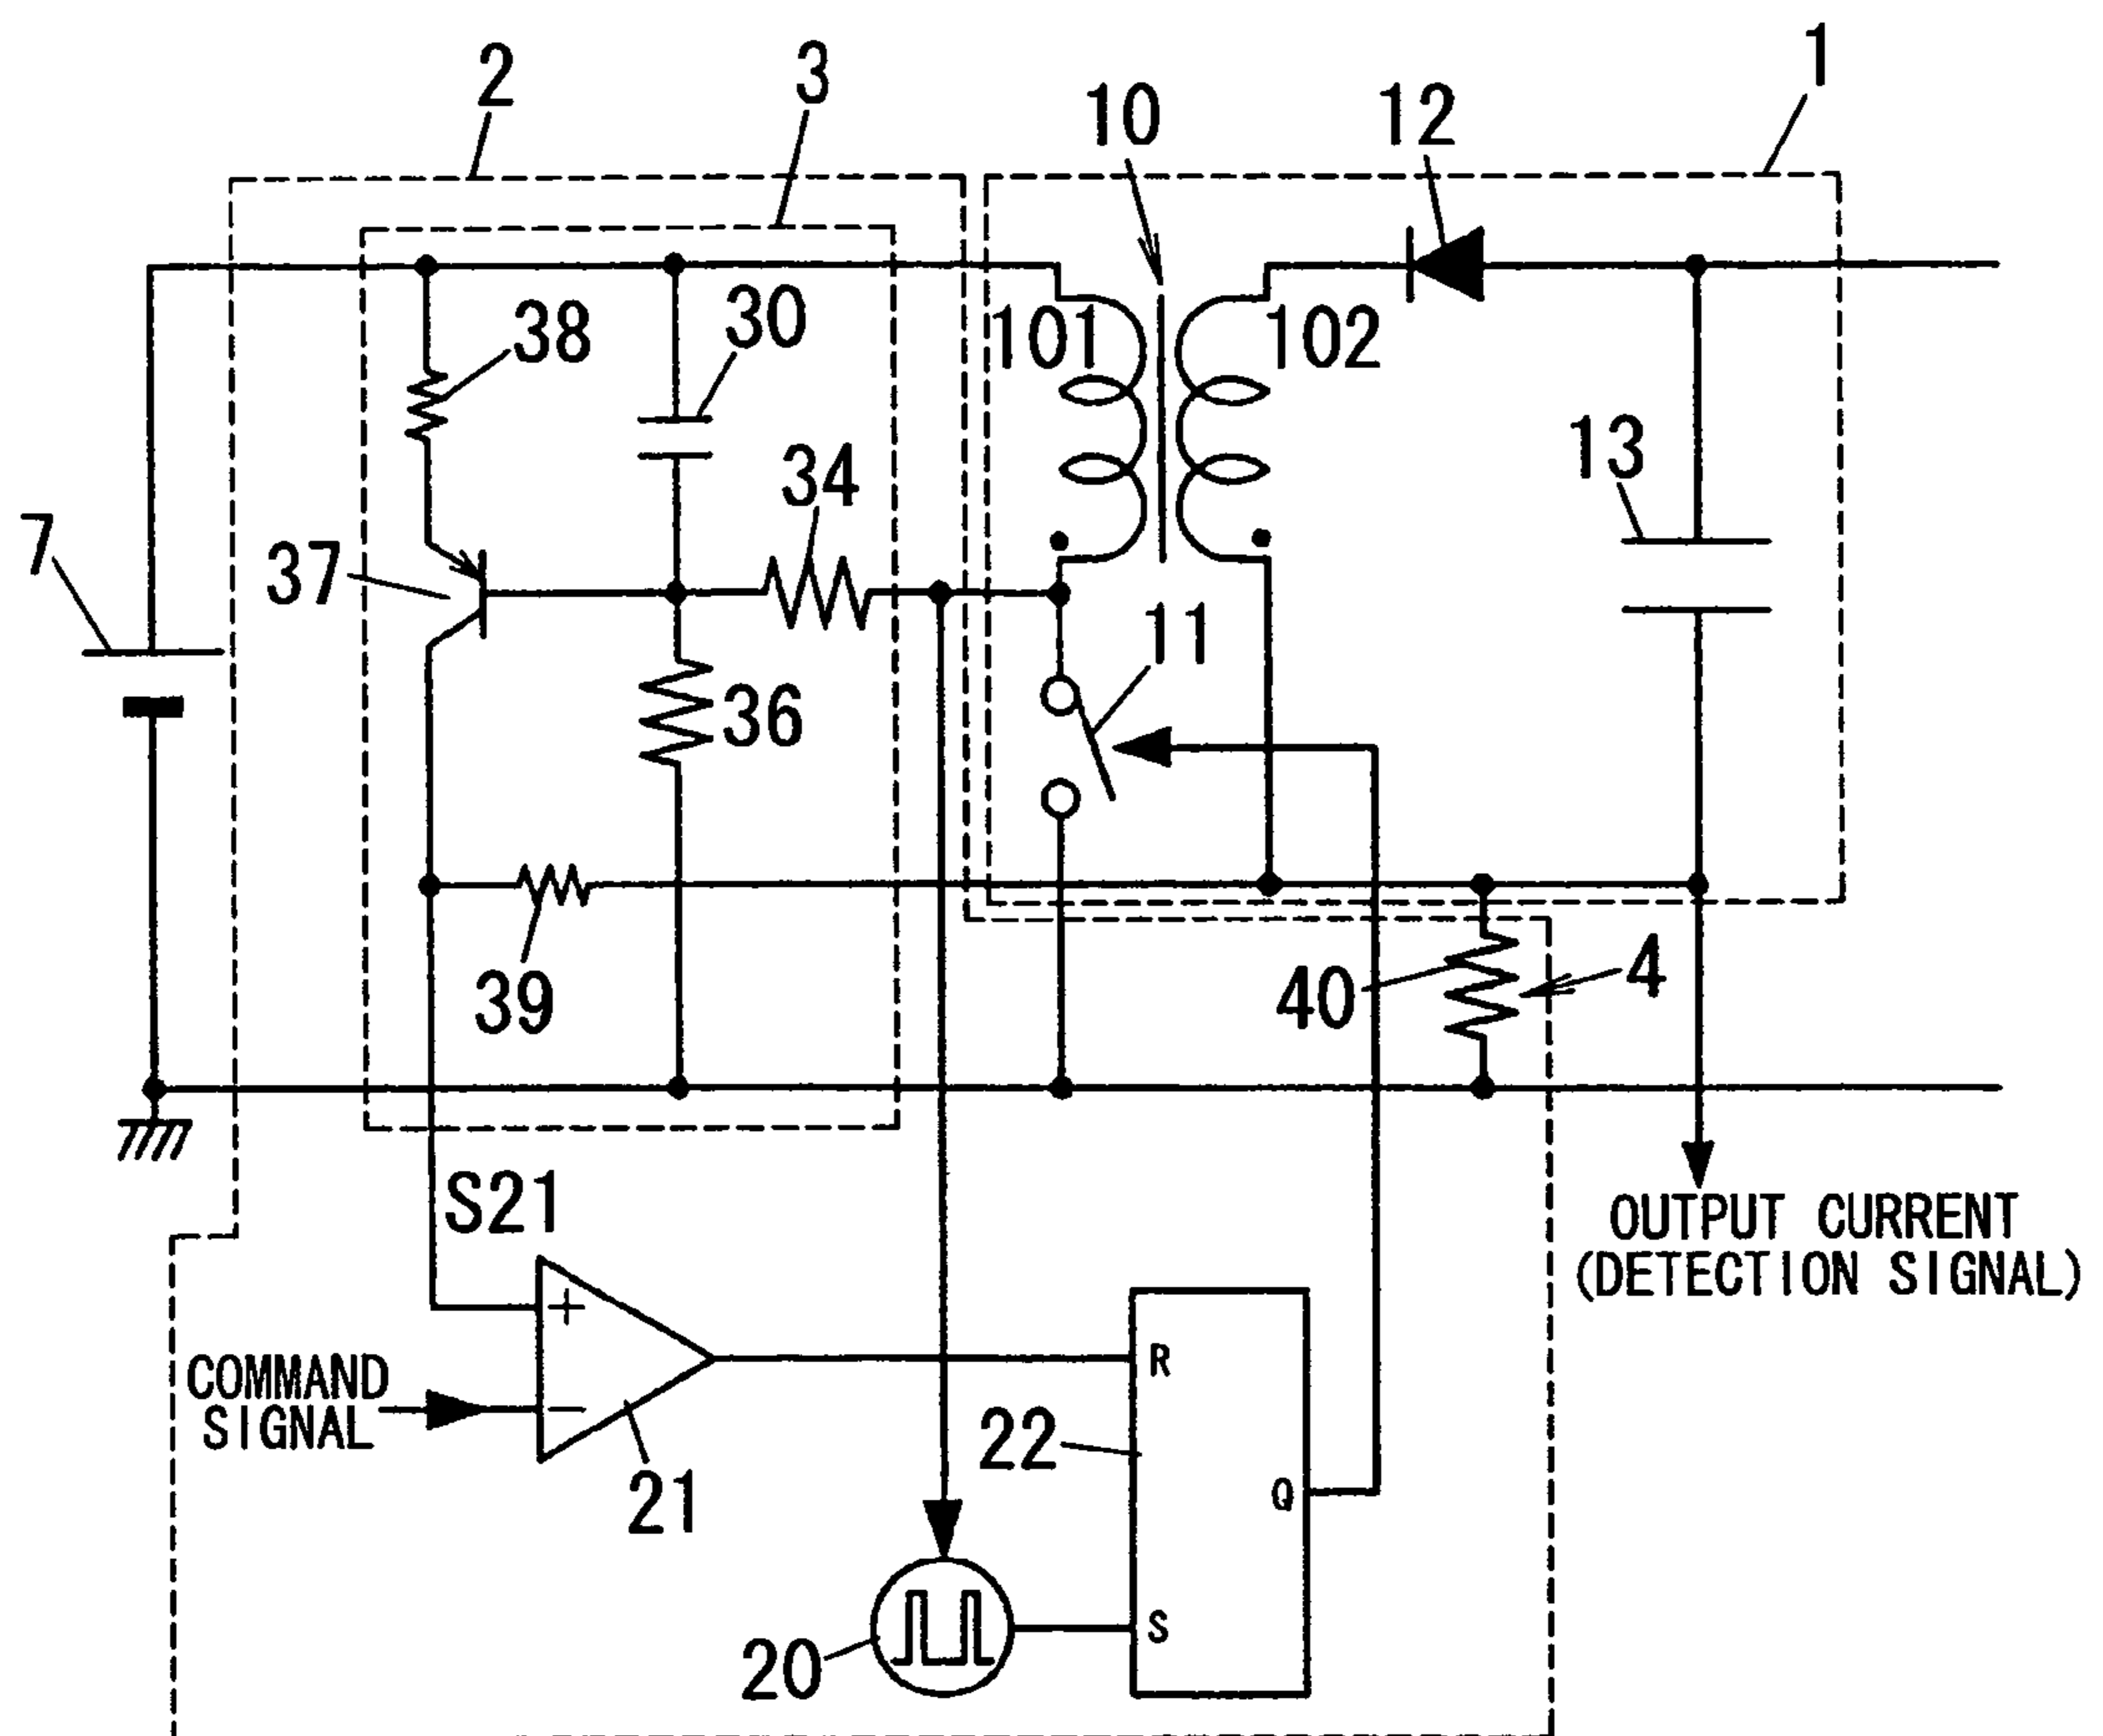 1
2
3
10
12
30
38
101
102
13
34
7
37
11
36
39
40
4
S21
OUTPUT CURRENT
(DETECTION SIGNAL)
+
COMMAND
SIGNAL
−
R
22
21
Q
20
S